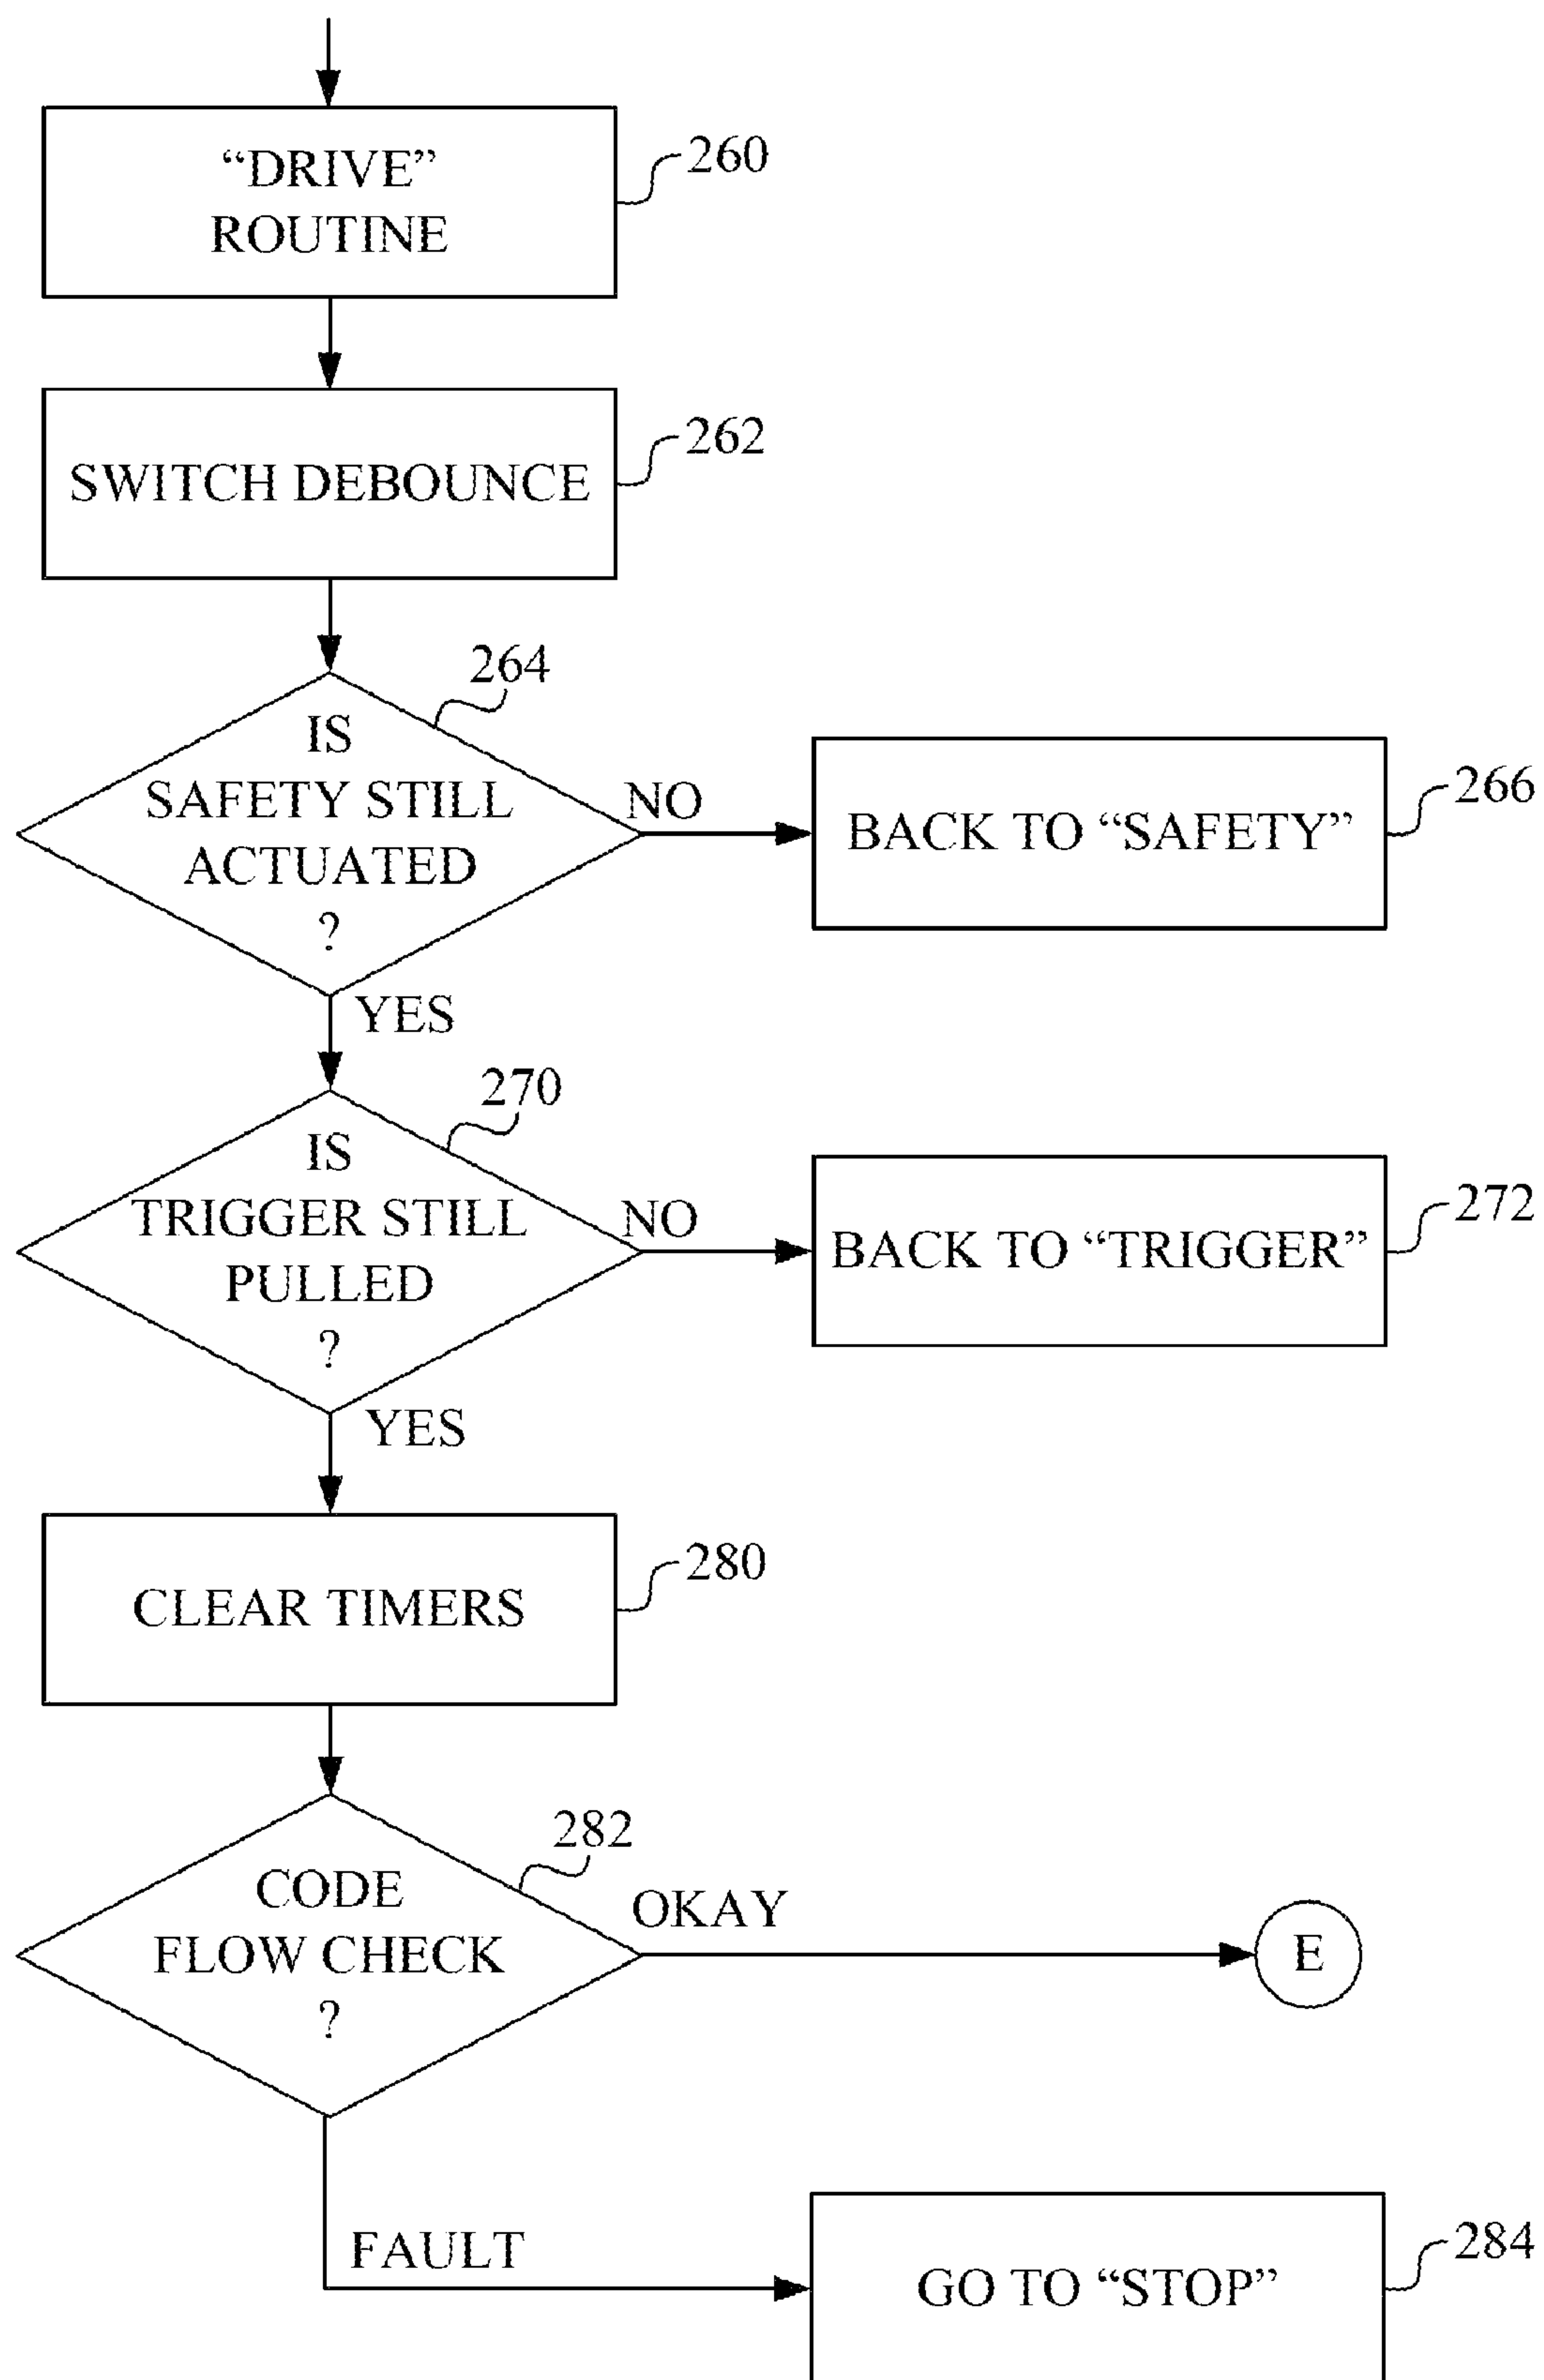 “DRIVE”
ROUTINE
260
SWITCH DEBOUNCE
262
264
IS
SAFETY STILL
ACTUATED
?
NO
BACK TO “SAFETY”
266
YES
270
IS
TRIGGER STILL
PULLED
?
NO
BACK TO “TRIGGER”
272
YES
CLEAR TIMERS
280
282
CODE
FLOW CHECK
?
OKAY
E
FAULT
GO TO “STOP”
284